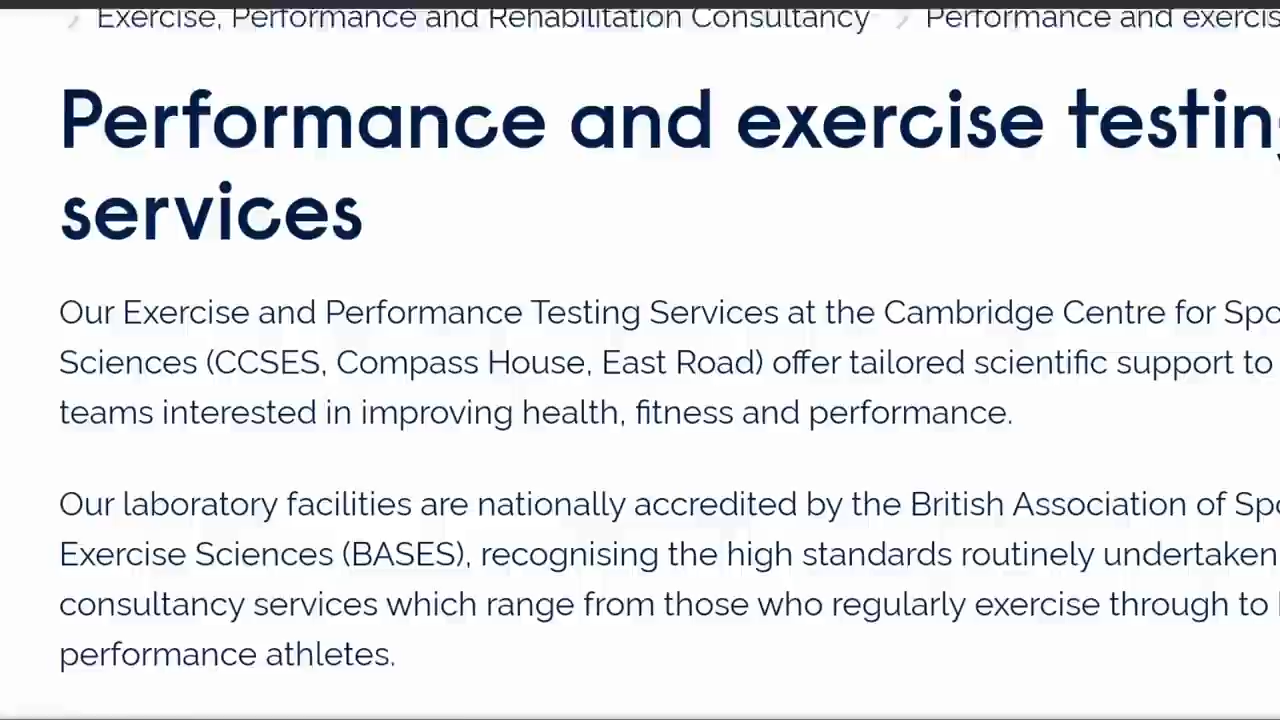 Exercise, Performance and Rehabilitation Consultancy Performance and exercis
Performance and exercise testing
services
Our Exercise and Performance Testing Services at the Cambridge Centre for Spo
Sciences (CCSES, Compass House, East Road) offer tailored scientific support to
teams interested in improving health, fitness and performance.
Our laboratory facilities are nationally accredited by the British Association of Spo
Exercise Sciences (BASES), recognising the high standards routinely undertaken
consultancy services which range from those who regularly exercise through to
performance athletes.